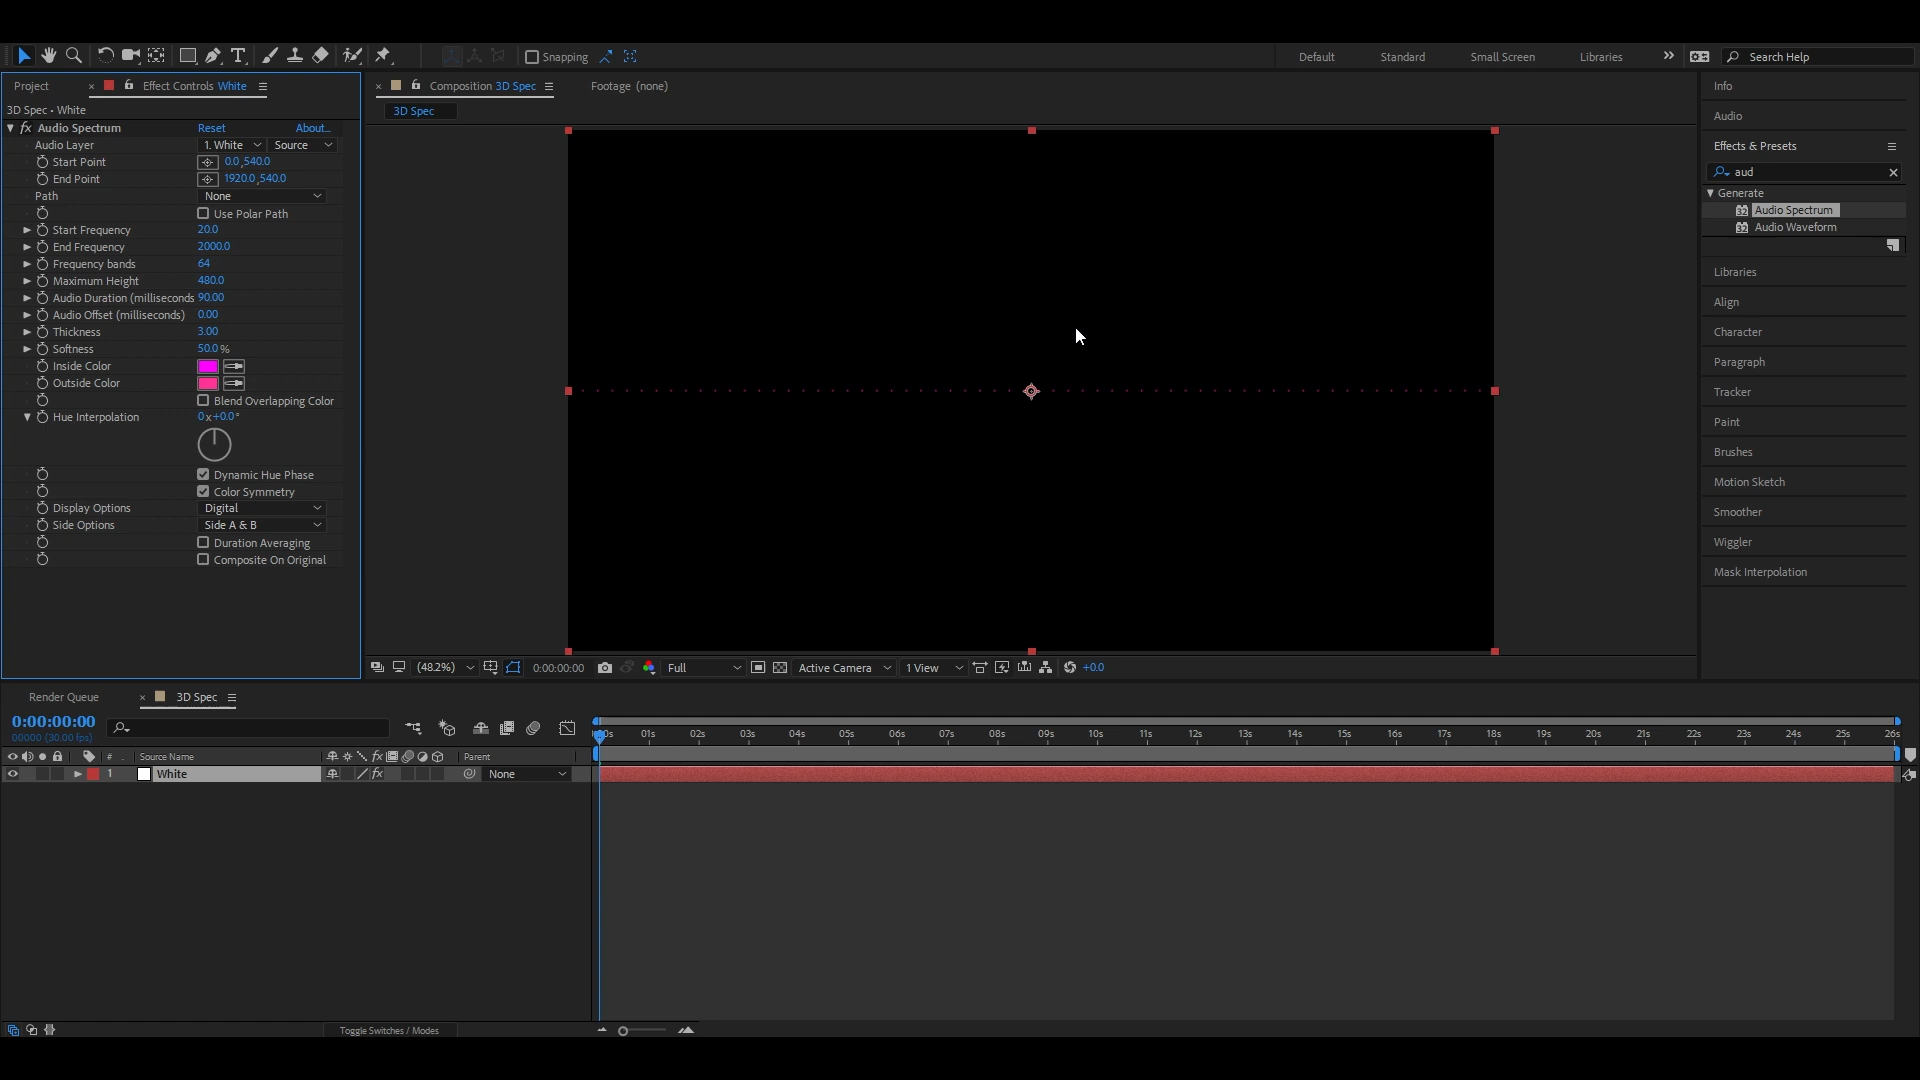 Snapping
Default
Standard
Small Screen
Libraries
»
Search Help
Project
× Effect Controls White
× Composition 3D Spec
Footage (none)
Info
3D Spec • White
3D Spec
fx Audio Spectrum Reset About...
Audio
Audio Layer 1. White Source
Effects & Presets
Start Point 0.0,540.0
aud
End Point 1920.0,540.0
Generate
Path None
Audio Spectrum
Use Polar Path
Audio Waveform
Start Frequency 20.0
End Frequency 2000.0
Frequency bands 64
Libraries
Maximum Height 480.0
Align
Audio Duration (milliseconds 90.00
Audio Offset (milliseconds) 0.00
Character
Thickness 3.00
Softness 50.0 %
Paragraph
Inside Color
Outside Color
Tracker
Blend Overlapping Color
Hue Interpolation 0x+0.0°
Paint
Brushes
Dynamic Hue Phase
Motion Sketch
Color Symmetry
Display Options Digital
Smoother
Side Options Side A & B
Duration Averaging
Wiggler
Composite On Original
Mask Interpolation
(48.2%) 0:00:00:00 Full Active Camera 1 View +0.0
Render Queue
× 3D Spec
0:00:00:00
00000 (30.00 fps)
01s 02s 03s 04s 05s 06s 07s 08s 09s 10s 11s 12s 13s 14s 15s 16s 17s 18s 19s 20s 21s 22s 23s 24s 25s 26s
# Source Name fx Parent
1 White fx None
Toggle Switches / Modes